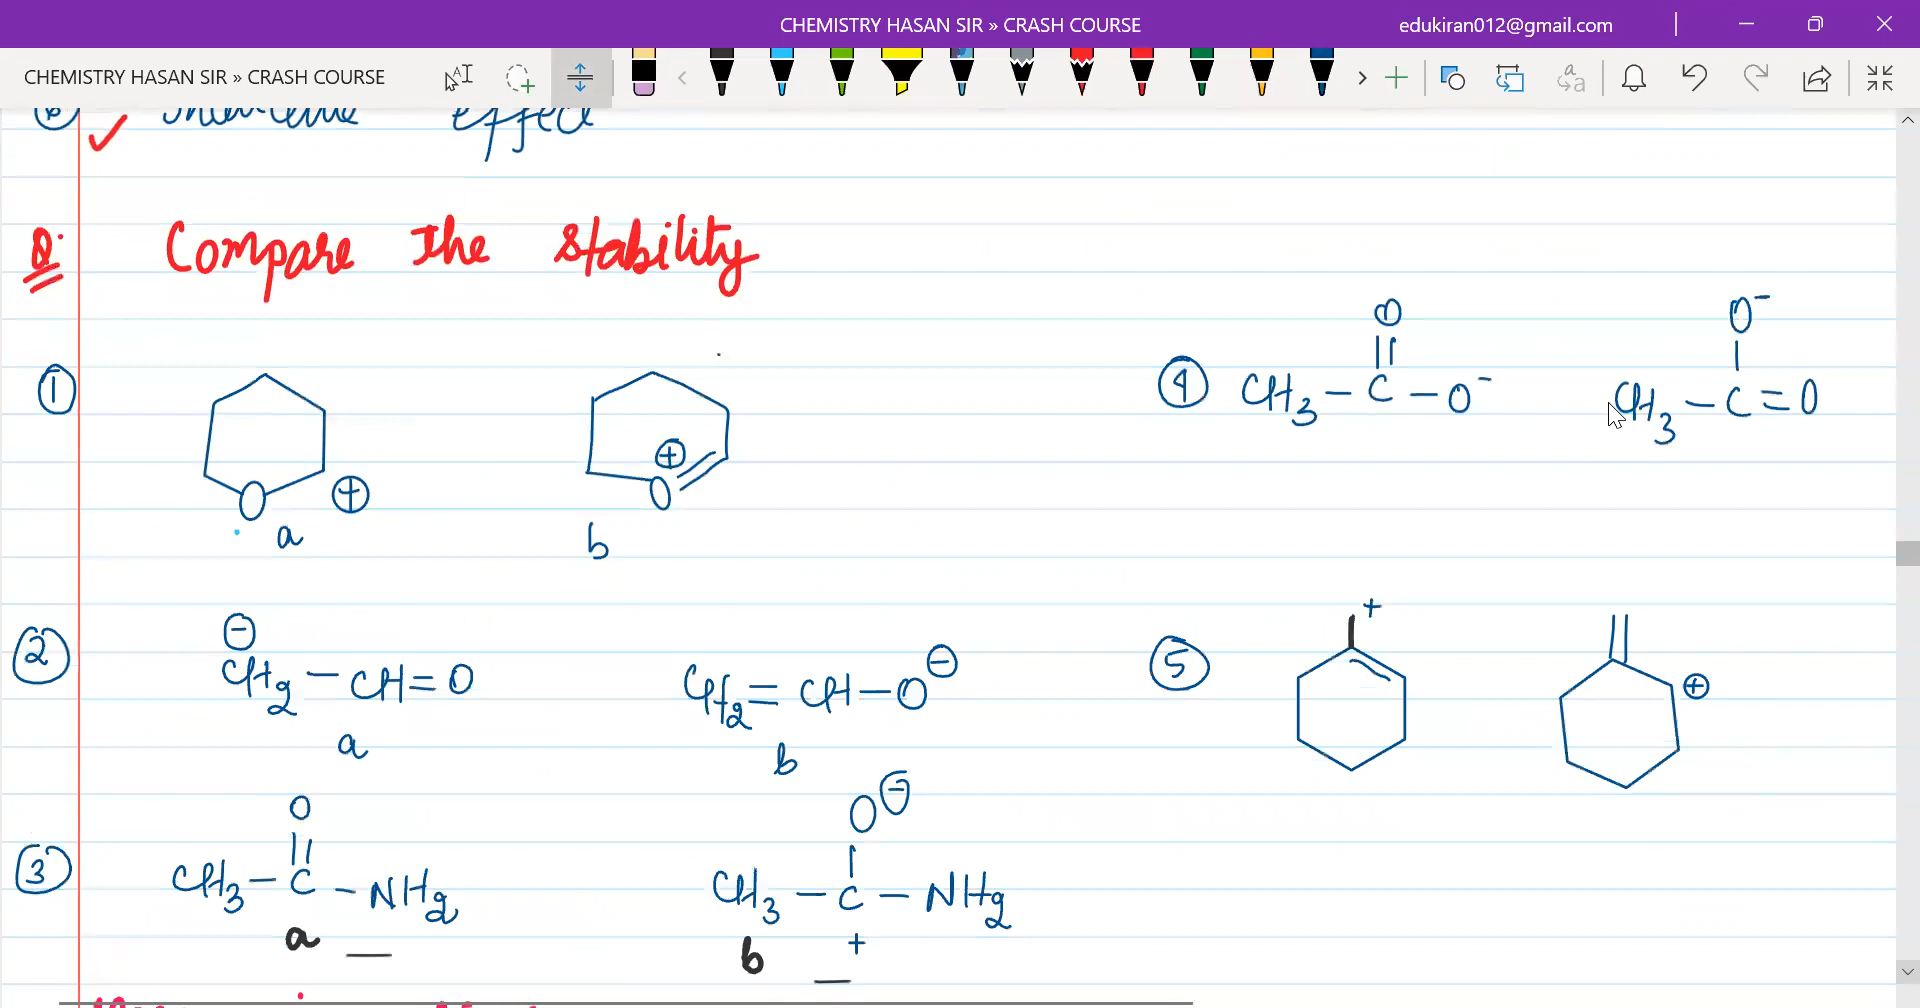 CHEMISTRY HASAN SIR » CRASH COURSE
edukiran012@gmail.com
CHEMISTRY HASAN SIR » CRASH COURSE
effect
Q. Compare the stability
1
O
⊕
a
⊕
O
b
4
O
||
CH3 – C – O⁻
O⁻
|
CH3 – C = O
2
⊖
CH2 – CH = O
a
CH2 = CH – O⊖
b
5
+
⊕
3
O
||
CH3 – C – NH2
a
O⊖
|
CH3 – C – NH2
+
b